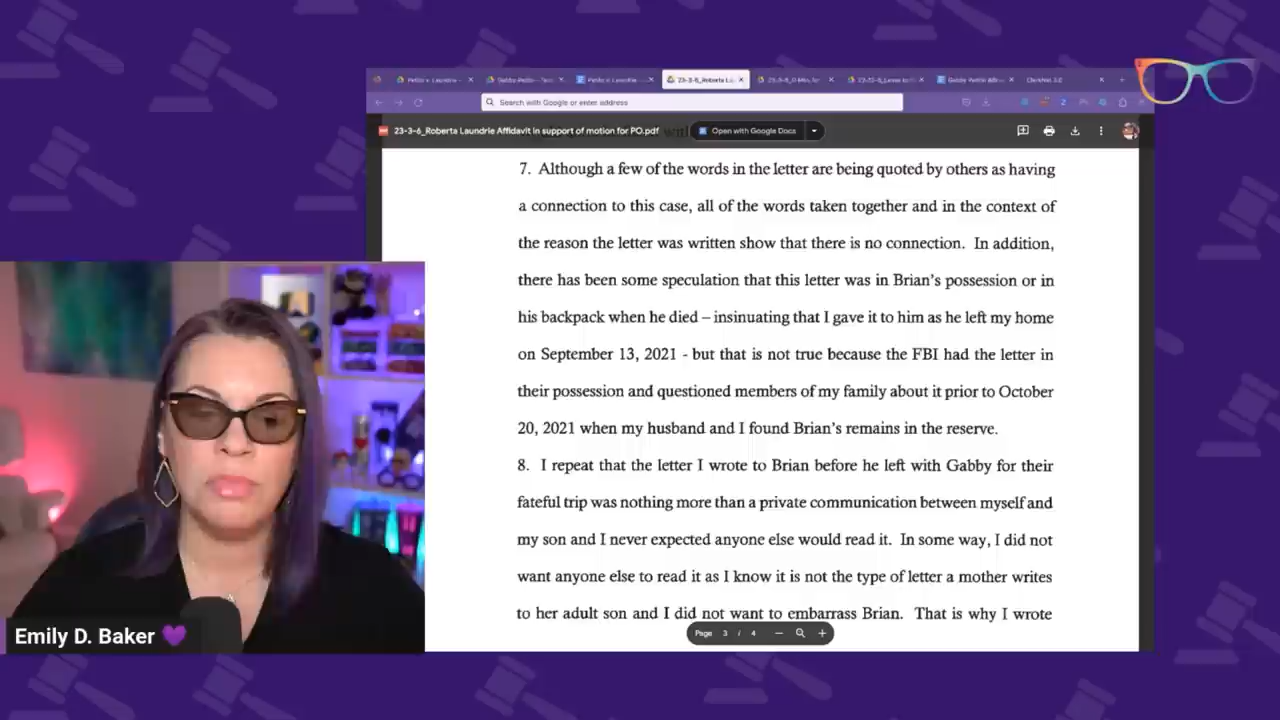 Search with Google or enter address
23-3-6_Roberta Laundrie Affidavit in support of motion for PO.pdf
Open with Google Docs
7. Although a few of the words in the letter are being quoted by others as having
a connection to this case, all of the words taken together and in the context of
the reason the letter was written show that there is no connection. In addition,
there has been some speculation that this letter was in Brian's possession or in
his backpack when he died – insinuating that I gave it to him as he left my home
on September 13, 2021 - but that is not true because the FBI had the letter in
their possession and questioned members of my family about it prior to October
20, 2021 when my husband and I found Brian's remains in the reserve.
8. I repeat that the letter I wrote to Brian before he left with Gabby for their
fateful trip was nothing more than a private communication between myself and
my son and I never expected anyone else would read it. In some way, I did not
want anyone else to read it as I know it is not the type of letter a mother writes
to her adult son and I did not want to embarrass Brian. That is why I wrote
Page 3 / 4
Emily D. Baker 💜